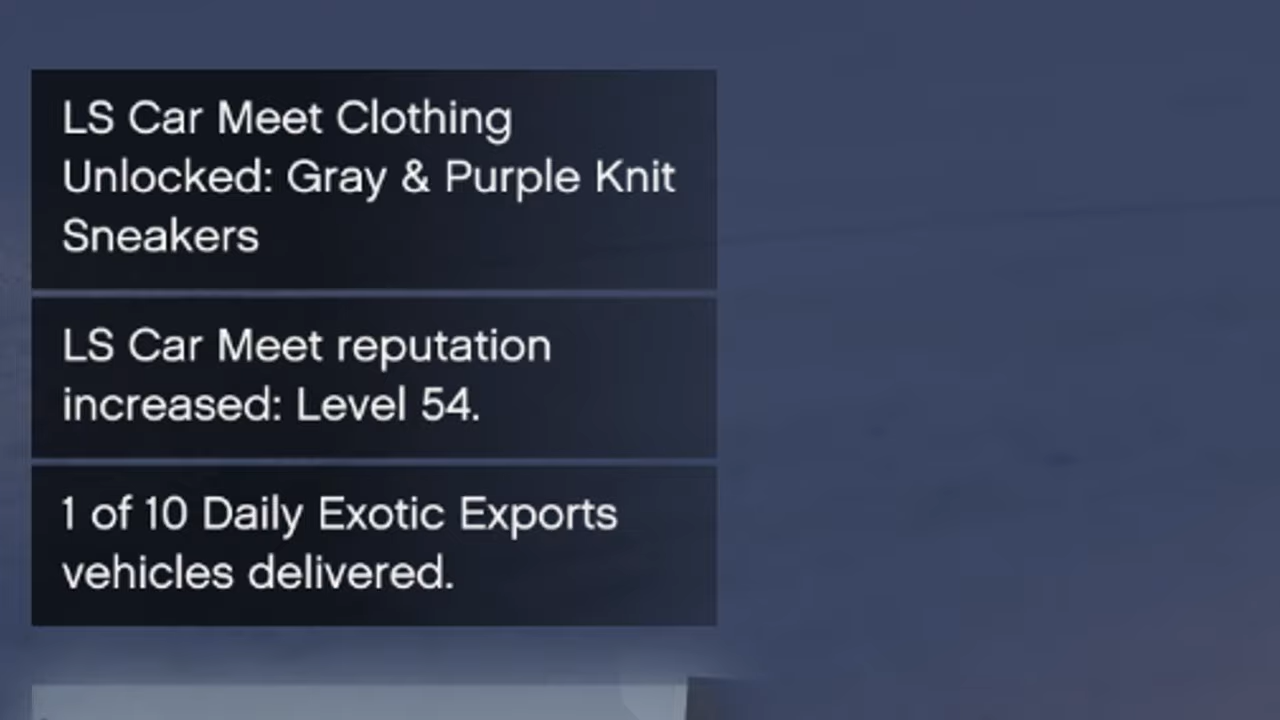 LS Car Meet Clothing
Unlocked: Gray & Purple Knit
Sneakers
LS Car Meet reputation
increased: Level 54.
1 of 10 Daily Exotic Exports
vehicles delivered.